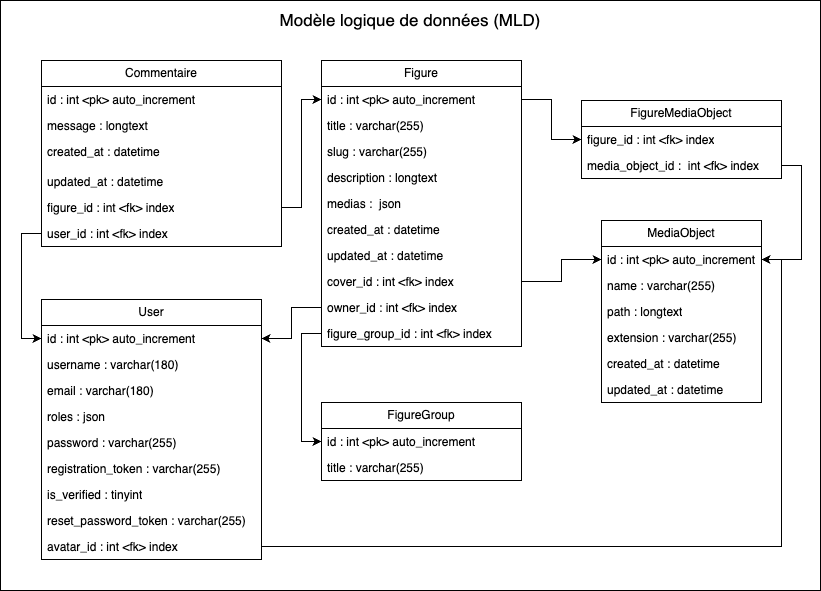 Modèle logique de données (MLD)
Commentaire
id : int <pk> auto_increment
message : longtext
created_at : datetime
updated_at : datetime
figure_id : int <fk> index
user_id : int <fk> index
Figure
id : int <pk> auto_increment
title : varchar(255)
slug : varchar(255)
description : longtext
medias :  json
created_at : datetime
updated_at : datetime
cover_id : int <fk> index
owner_id : int <fk> index
figure_group_id : int <fk> index
FigureMediaObject
figure_id : int <fk> index
media_object_id :  int <fk> index
MediaObject
id : int <pk> auto_increment
name : varchar(255)
path : longtext
extension : varchar(255)
created_at : datetime
updated_at : datetime
User
id : int <pk> auto_increment
username : varchar(180)
email : varchar(180)
roles : json
password : varchar(255)
registration_token : varchar(255)
is_verified : tinyint
reset_password_token : varchar(255)
avatar_id : int <fk> index
FigureGroup
id : int <pk> auto_increment
title : varchar(255)